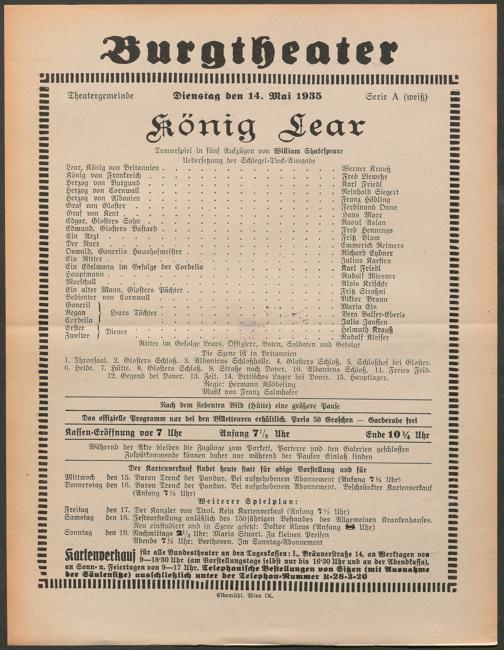 Burgtheater
Theatergemeinde Dienstag den 14. Mai 1935 Serie A (weiß)
König Lear
Trauerspiel in fünf Aufzügen von William Shakespeare
Uebersetzung der Schlegel-Tieck-Ausgabe
Lear, König von Britannien . . . Werner Krauß
König von Frankreich . . . Fred Liewehr
Herzog von Burgund . . . Karl Friedl
Herzog von Cornwall . . . Reinhold Siegert
Herzog von Albanien . . . Franz Höbling
Graf von Gloster . . . Ferdinand Onno
Graf von Kent . . . Hans Marr
Edgar, Glosters Sohn . . . Raoul Aslan
Edmund, Glosters Bastard . . . Fred Hennings
Ein Arzt . . . Fritz Blum
Der Narr . . . Emmerich Reimers
Oswald, Gonerils Haushofmeister . . . Richard Eybner
Ein Ritter . . . Julius Karsten
Ein Edelmann im Gefolge der Cordelia . . . Karl Friedl
Hauptmann . . . Rudolf Wiesner
Marschall . . . Alois Krischke
Ein alter Mann, Glosters Pächter . . . Fritz Straßni
Bedienter von Cornwall . . . Viktor Braun
Goneril . . . Maria Eis
Regan } Lears Töchter . . . Vera Balser-Eberle
Cordelia . . . Julia Janssen
Erster } Diener . . . Helmuth Krauß
Zweiter . . . Rudolf Kleifer
Ritter im Gefolge Lears, Offiziere, Boten, Soldaten und Gefolge
Die Szene ist in Britannien
1. Thronsaal. 2. Glosters Schloß. 3. Albaniens Schloßhalle. 4. Glosters Schloß. 5. Schloßhof bei Gloster.
6. Heide. 7. Hütte. 8. Glosters Schloß. 9. Straße nach Dover. 10. Albaniens Schloß. 11. Freies Feld.
12. Gegend bei Dover. 13. Zelt. 14. Britisches Lager bei Dover. 15. Hauptlager.
Regie: Hermann Röbbeling
Musik von Franz Salmhofer
Nach dem siebenten Bild (Hütte) eine größere Pause
Das offizielle Programm nur bei den Billetteuren erhältlich. Preis 50 Groschen — Garderobe frei
Kassen-Eröffnung vor 7 Uhr Anfang 7½ Uhr Ende 10¼ Uhr
Während der Akte bleiben die Zugänge zum Parkett, Parterre und den Galerien geschlossen
Zuspätkommende können daher nur während der Pausen Einlaß finden
Der Kartenverkauf findet heute statt für obige Vorstellung und für
Mittwoch den 15. Baron Trenck der Pandur. Bei aufgehobenem Abonnement (Anfang 7½ Uhr)
Donnerstag den 16. Baron Trenck der Pandur. Bei aufgehobenem Abonnement. Beschränkter Kartenverkauf
(Anfang 7½ Uhr)
Weiterer Spielplan:
Freitag den 17. Der Kanzler von Tirol. Kein Kartenverkauf (Anfang 7½ Uhr)
Samstag den 18. Festvorstellung anläßlich des 150jährigen Bestandes des Allgemeinen Krankenhauses.
Neu einstudiert und in Szene gesetzt: Doktor Klaus (Anfang Uhr)
Sonntag den 19. Nachmittags 2½ Uhr: Maria Stuart. Zu kleinen Preisen
Abends 7½ Uhr: Beethoven. Im Sonntag-Abonnement
Kartenverkauf für alle Bundestheater an den Tageskassen: I., Bräunerstraße 14, an Werktagen von
9—18'30 Uhr (am Vorstellungstage selbst nur bis 16'30 Uhr und an der Abendkassa),
an Sonn- u. Feiertagen von 9—17 Uhr. Telephonische Bestellungen von Sitzen (mit Ausnahme
der Säulensitze) ausschließlich unter der Telephon-Nummer R-28-3-20
Elbemühl, Wien IX.